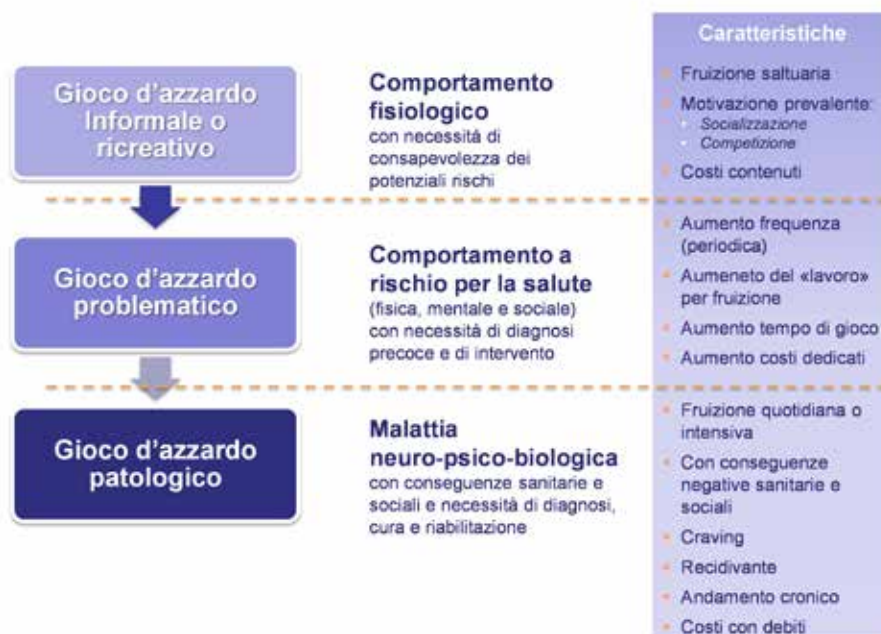 Caratteristiche
Gioco d'azzardo
Informale o
ricreativo
Comportamento
fisiologico
con necessità di
consapevolezza dei
potenziali rischi
Fruizione saltuaria
Motivazione prevalente:
Socializzazione
Competizione
Costi contenuti
Gioco d'azzardo
problematico
Comportamento a
rischio per la salute
(fisica, mentale e sociale)
con necessità di diagnosi
precoce e di intervento
Aumento frequenza
(periodica)
Aumeneto del «lavoro»
per fruizione
Aumento tempo di gioco
Aumento costi dedicati
Gioco d'azzardo
patologico
Malattia
neuro-psico-biologica
con conseguenze sanitarie e
sociali e necessità di diagnosi,
cura e riabilitazione
Fruizione quotidiana o
intensiva
Con conseguenze
negative sanitarie e
sociali
Craving
Recidivante
Andamento cronico
Costi con debiti